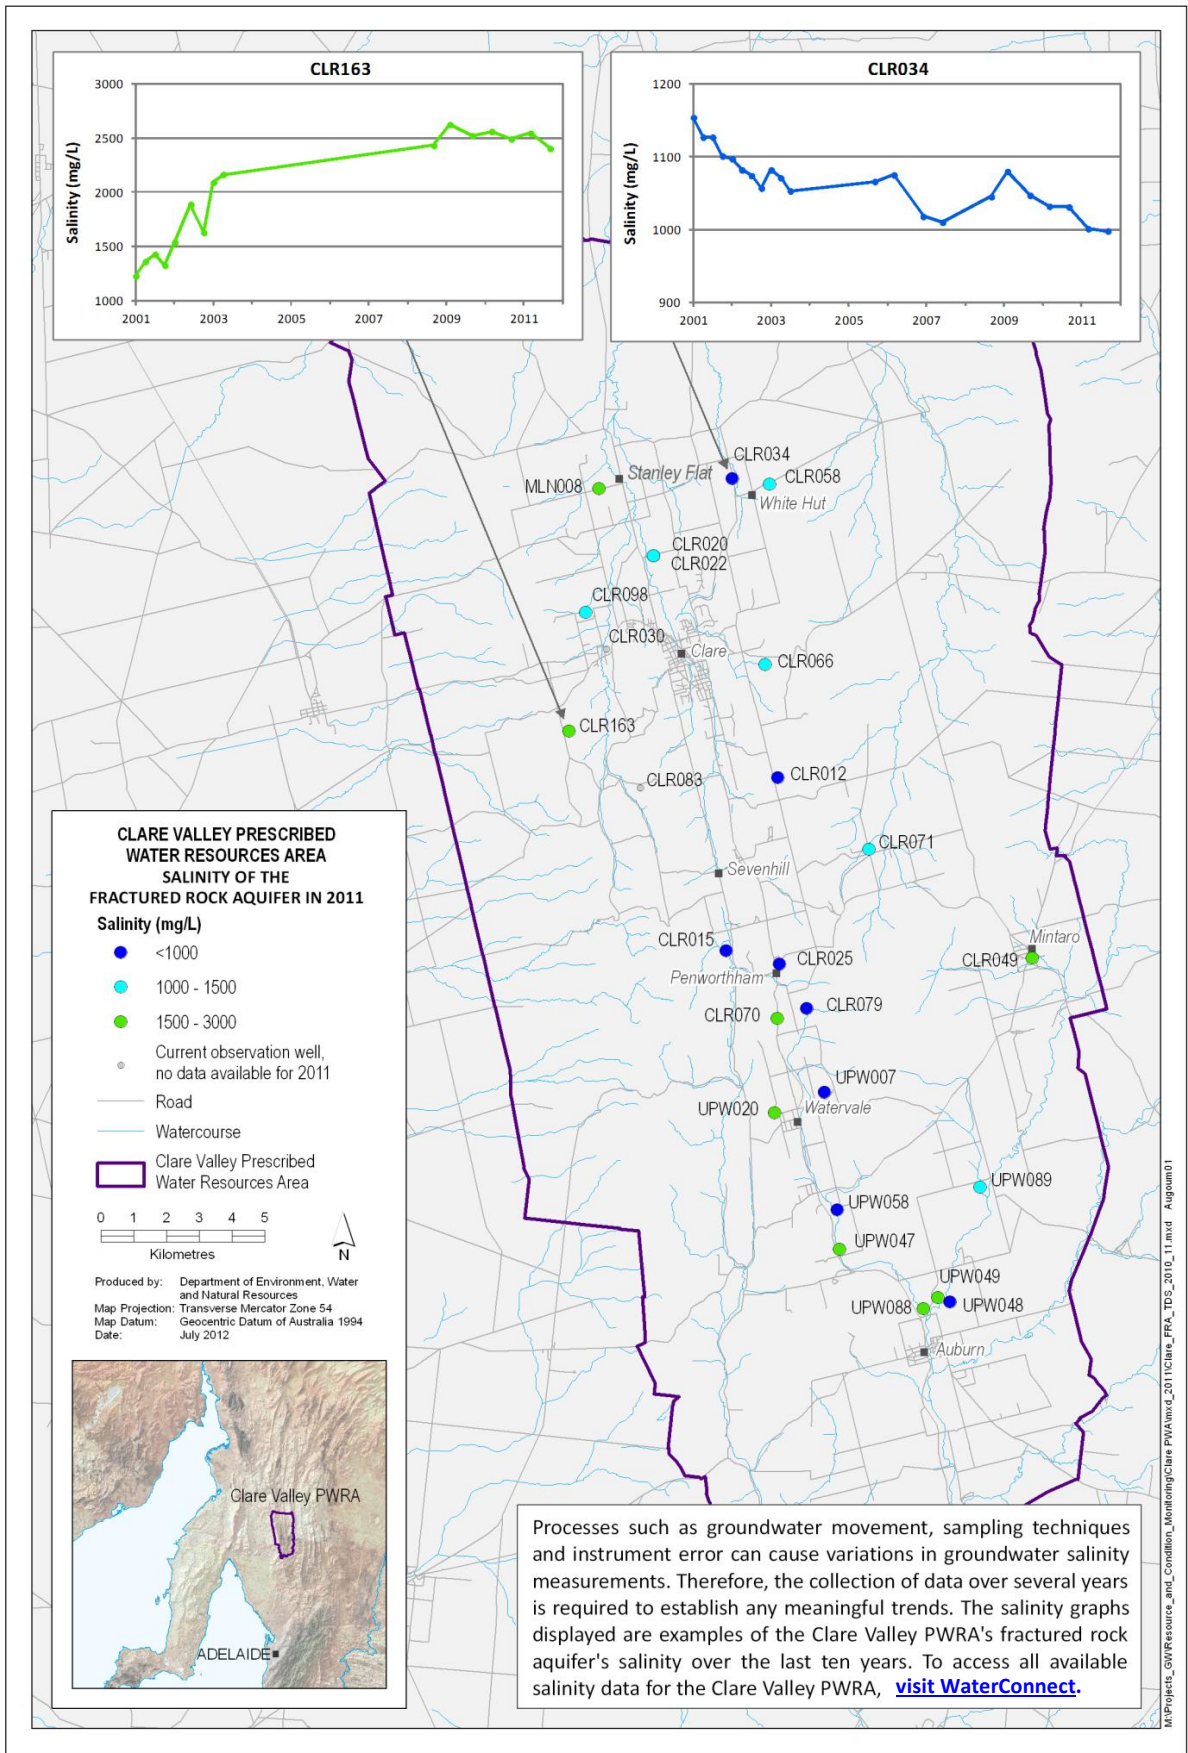 CLR163
3000
2500
2000
1500
1000
Salinity (mg/L)
2001
2003
2005
2007
2009
2011
CLR034
1200
1100
1000
900
Salinity (mg/L)
2001
2003
2005
2007
2009
2011
CLR034
Stanley Flat
CLR058
MLN008
White Hut
CLR020
CLR022
CLR098
CLR030
Clare
CLR066
CLR163
CLR012
CLR083
CLR071
Sevenhill
Mintaro
CLR015
CLR049
CLR025
Penworthham
CLR079
CLR070
UPW007
UPW020
Watervale
UPW089
UPW058
UPW047
UPW049
UPW088
UPW048
Auburn
CLARE VALLEY PRESCRIBED
WATER RESOURCES AREA
SALINITY OF THE
FRACTURED ROCK AQUIFER IN 2011
Salinity (mg/L)
<1000
1000 - 1500
1500 - 3000
Current observation well,
no data available for 2011
Road
Watercourse
Clare Valley Prescribed
Water Resources Area
0 1 2 3 4 5
Kilometres
N
Produced by: Department of Environment, Water
and Natural Resources
Map Projection: Transverse Mercator Zone 54
Map Datum: Geocentric Datum of Australia 1994
Date: July 2012
Clare Valley PWRA
ADELAIDE
Processes such as groundwater movement, sampling techniques
and instrument error can cause variations in groundwater salinity
measurements. Therefore, the collection of data over several years
is required to establish any meaningful trends. The salinity graphs
displayed are examples of the Clare Valley PWRA's fractured rock
aquifer's salinity over the last ten years. To access all available
salinity data for the Clare Valley PWRA, visit WaterConnect.
M:\Projects_GW\Resource_and_Condition_Monitoring\Clare PWA\mxd_2011\Clare_FRA_TDS_2010_11.mxd Augoum01